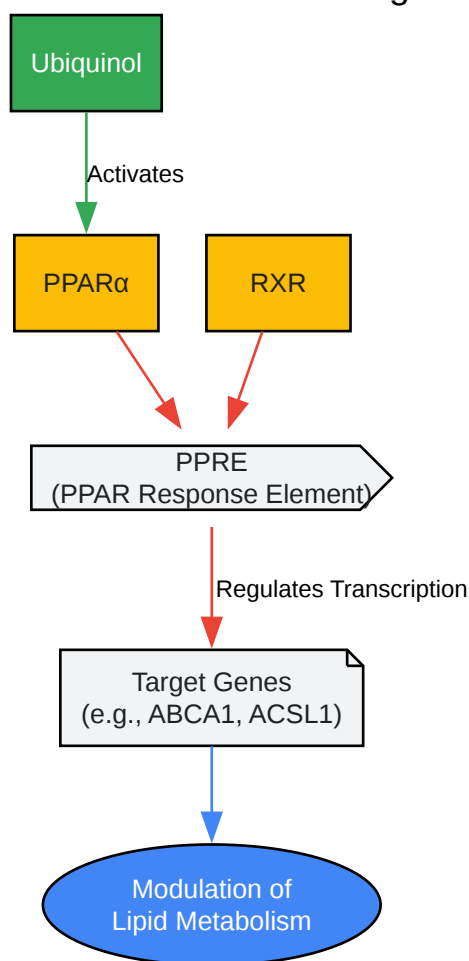 Ubiquinol
Activates
PPARα
RXR
PPRE
(PPAR Response Element)
Regulates Transcription
Target Genes
(e.g., ABCA1, ACSL1)
Modulation of
Lipid Metabolism